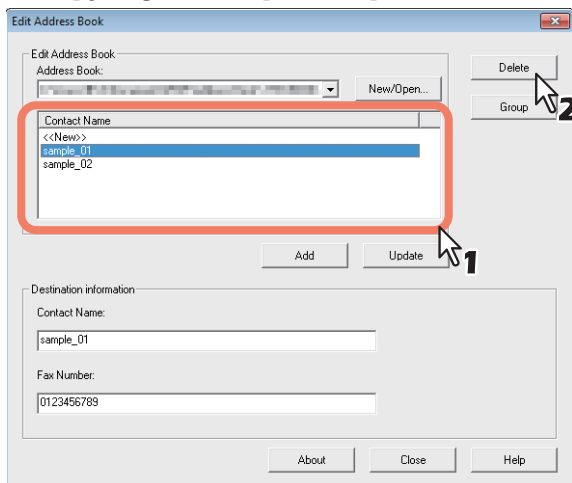 Edit Address Book
Edit Address Book
Address Book:
New/Open...
Delete
Group
2
Contact Name
<<New>>
sample_01
sample_02
Add
Update
1
Destination information
Contact Name:
sample_01
Fax Number:
0123456789
About
Close
Help